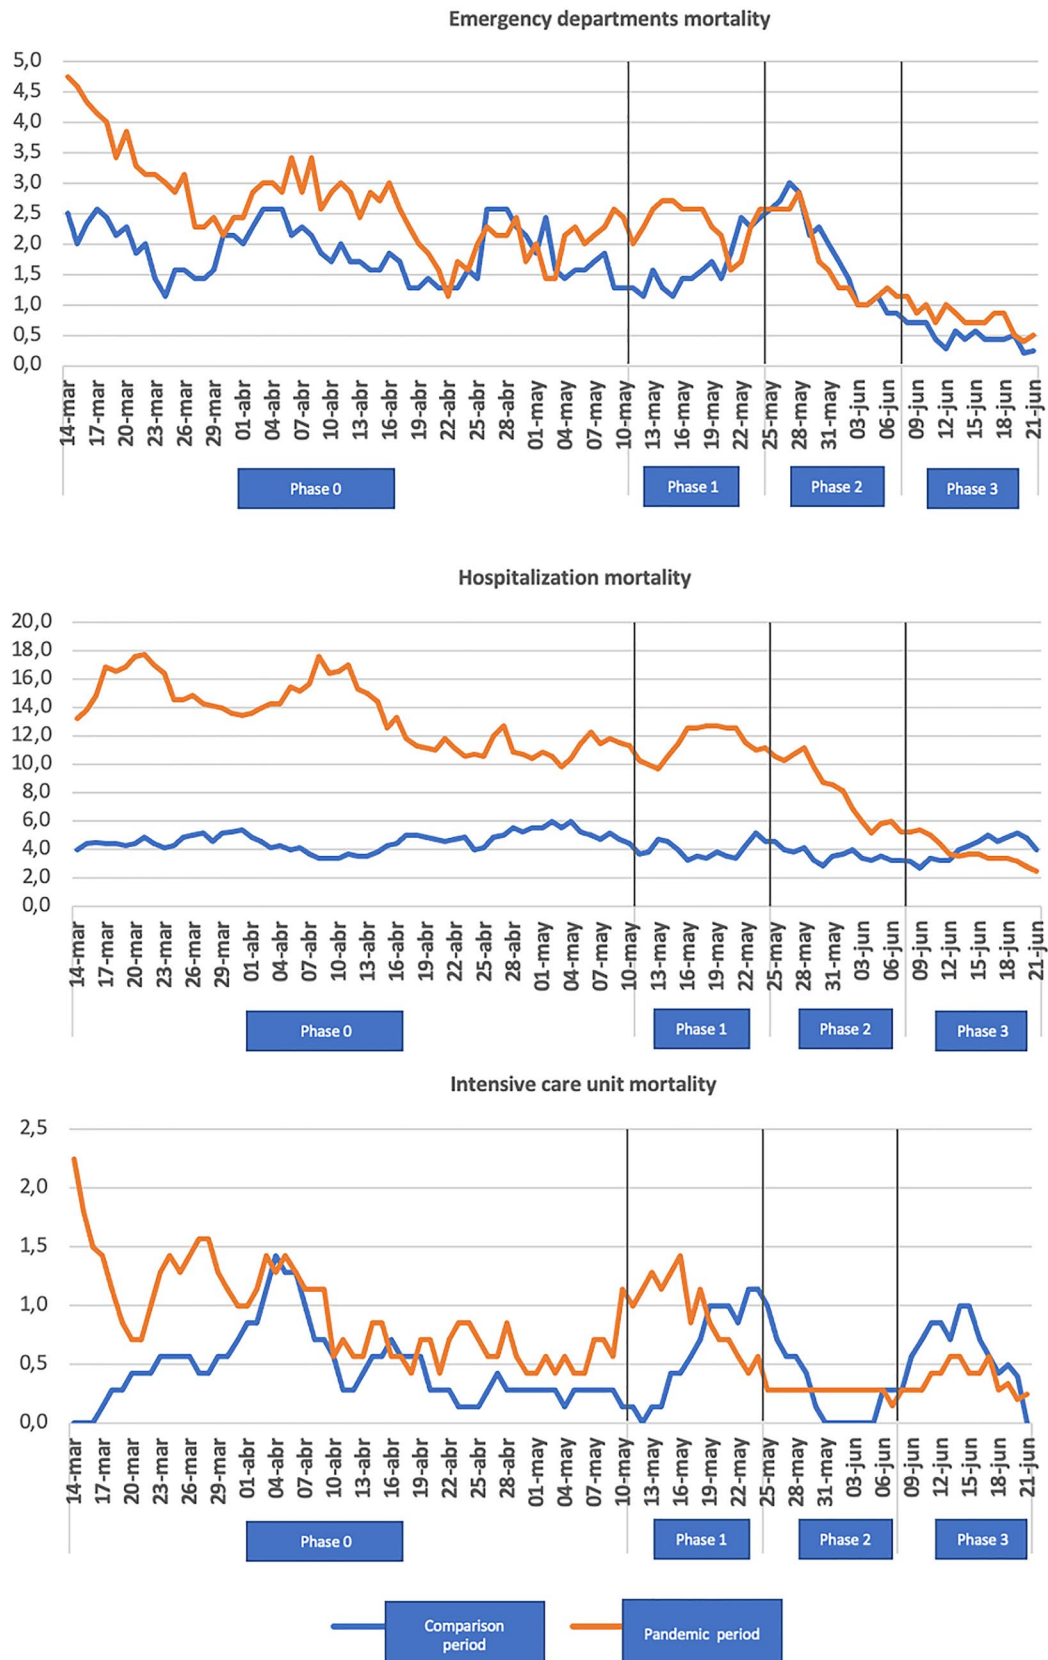 Emergency departments mortality
5,0
4,5
4,0
3,5
3,0
2,5
2,0
1,5
1,0
0,5
0,0
14-mar 17-mar 20-mar 23-mar 26-mar 29-mar 01-abr 04-abr 07-abr 10-abr 13-abr 16-abr 19-abr 22-abr 25-abr 28-abr 01-may 04-may 07-may 10-may 13-may 16-may 19-may 22-may 25-may 28-may 31-may 03-jun 06-jun 09-jun 12-jun 15-jun 18-jun 21-jun
Phase 0 Phase 1 Phase 2 Phase 3
Hospitalization mortality
20,0
18,0
16,0
14,0
12,0
10,0
8,0
6,0
4,0
2,0
0,0
14-mar 17-mar 20-mar 23-mar 26-mar 29-mar 01-abr 04-abr 07-abr 10-abr 13-abr 16-abr 19-abr 22-abr 25-abr 28-abr 01-may 04-may 07-may 10-may 13-may 16-may 19-may 22-may 25-may 28-may 31-may 03-jun 06-jun 09-jun 12-jun 15-jun 18-jun 21-jun
Phase 0 Phase 1 Phase 2 Phase 3
Intensive care unit mortality
2,5
2,0
1,5
1,0
0,5
0,0
14-mar 17-mar 20-mar 23-mar 26-mar 29-mar 01-abr 04-abr 07-abr 10-abr 13-abr 16-abr 19-abr 22-abr 25-abr 28-abr 01-may 04-may 07-may 10-may 13-may 16-may 19-may 22-may 25-may 28-may 31-may 03-jun 06-jun 09-jun 12-jun 15-jun 18-jun 21-jun
Phase 0 Phase 1 Phase 2 Phase 3
Comparison
period
Pandemic period